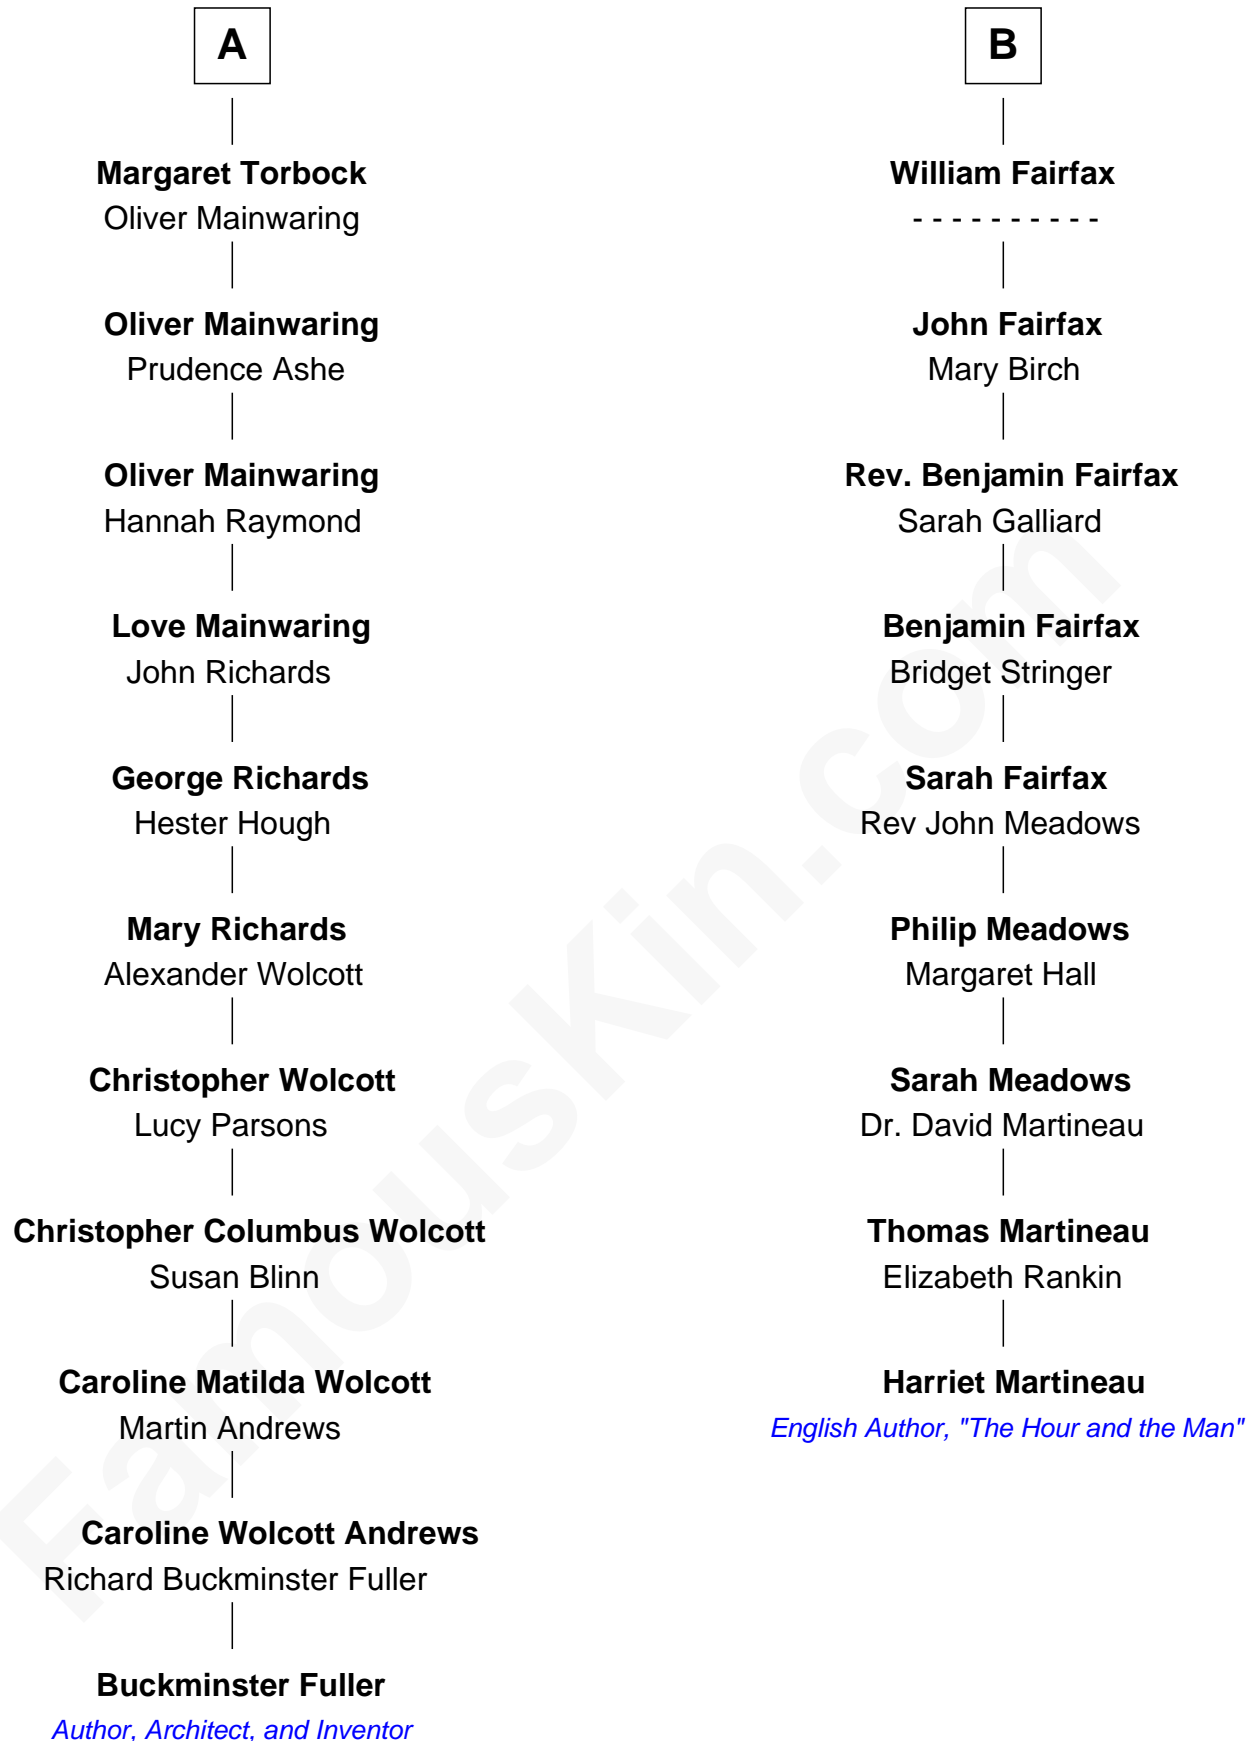 A
Margaret Torbock
Oliver Mainwaring
Oliver Mainwaring
Prudence Ashe
Oliver Mainwaring
Hannah Raymond
Love Mainwaring
John Richards
George Richards
Hester Hough
Mary Richards
Alexander Wolcott
Christopher Wolcott
Lucy Parsons
Christopher Columbus Wolcott
Susan Blinn
Caroline Matilda Wolcott
Martin Andrews
Caroline Wolcott Andrews
Richard Buckminster Fuller
Buckminster Fuller
Author, Architect, and Inventor
B
William Fairfax
- - - - - - - - - -
John Fairfax
Mary Birch
Rev. Benjamin Fairfax
Sarah Galliard
Benjamin Fairfax
Bridget Stringer
Sarah Fairfax
Rev John Meadows
Philip Meadows
Margaret Hall
Sarah Meadows
Dr. David Martineau
Thomas Martineau
Elizabeth Rankin
Harriet Martineau
English Author, "The Hour and the Man"
FamousKin.com